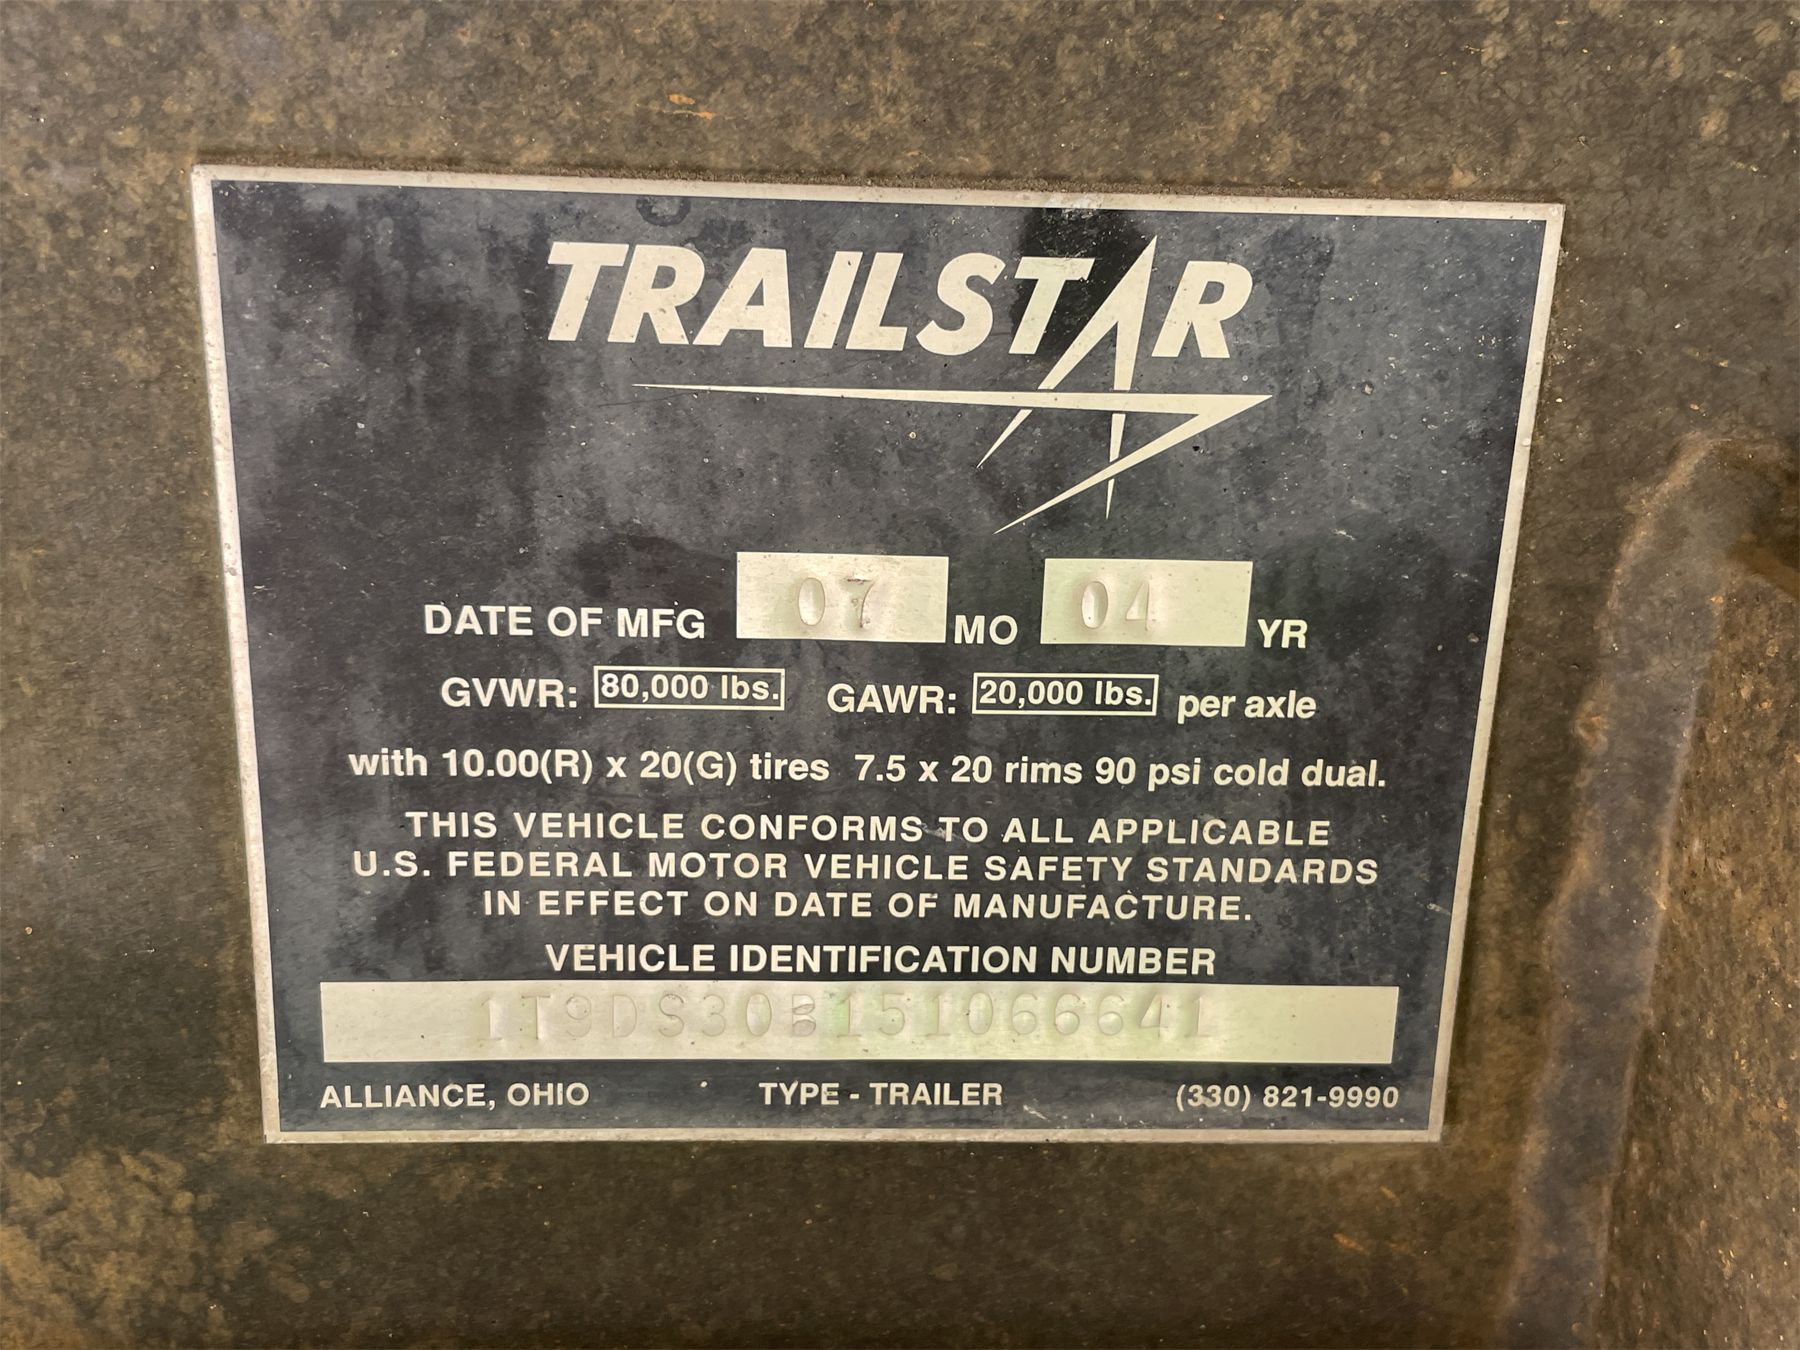 TRAILSTAR
DATE OF MFG 07 MO 04 YR
GVWR: 80,000 lbs. GAWR: 20,000 lbs. per axle
with 10.00(R) x 20(G) tires 7.5 x 20 rims 90 psi cold dual.
THIS VEHICLE CONFORMS TO ALL APPLICABLE
U.S. FEDERAL MOTOR VEHICLE SAFETY STANDARDS
IN EFFECT ON DATE OF MANUFACTURE.
VEHICLE IDENTIFICATION NUMBER
1T9DS30B151066641
ALLIANCE, OHIO TYPE - TRAILER (330) 821-9990